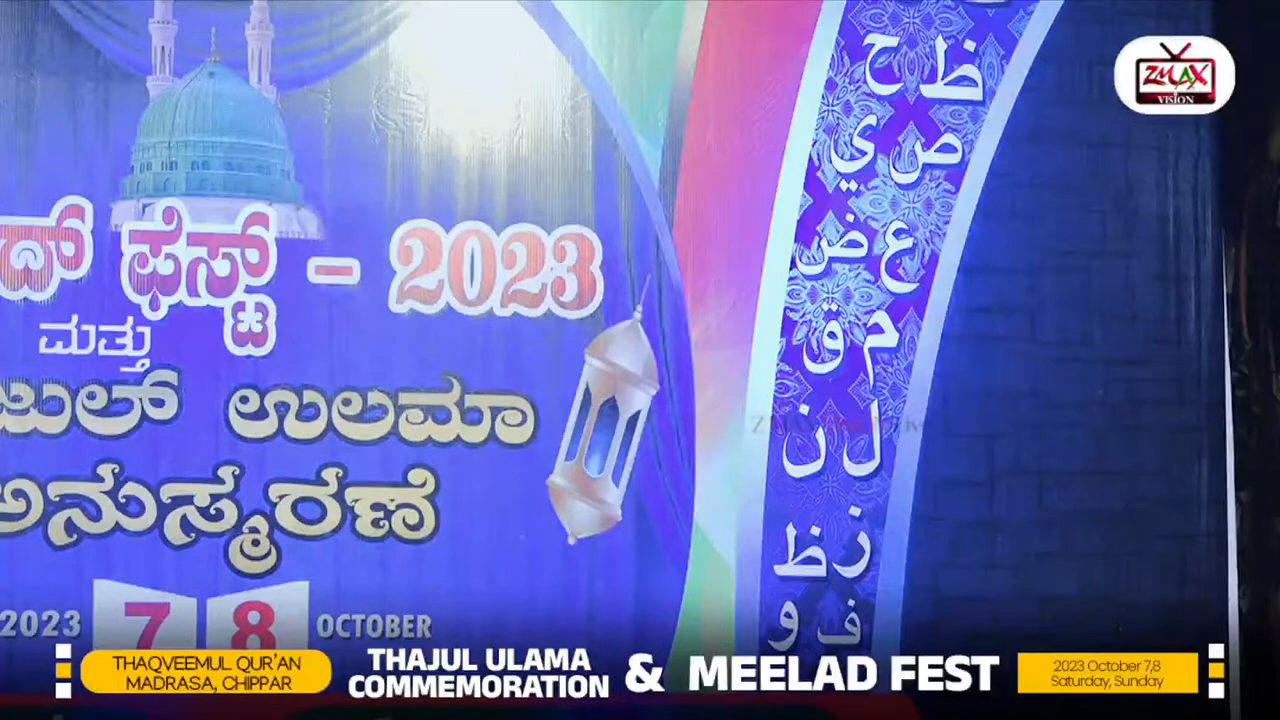 ZMAX
VISION
ದ್ ಫೆಸ್ಟ್ - 2023
ಮತ್ತು
ಜುಲ್ ಉಲಮಾ
ಅನುಸ್ಮರಣೆ
2023 7 8 OCTOBER
ح ظ
ي ص
ض ع
ق م
ن ل
ظ ز
و ف
THAQVEEMUL QUR'AN
MADRASA, CHIPPAR
THAJUL ULAMA
COMMEMORATION
& MEELAD FEST
2023 October 7,8
Saturday, Sunday